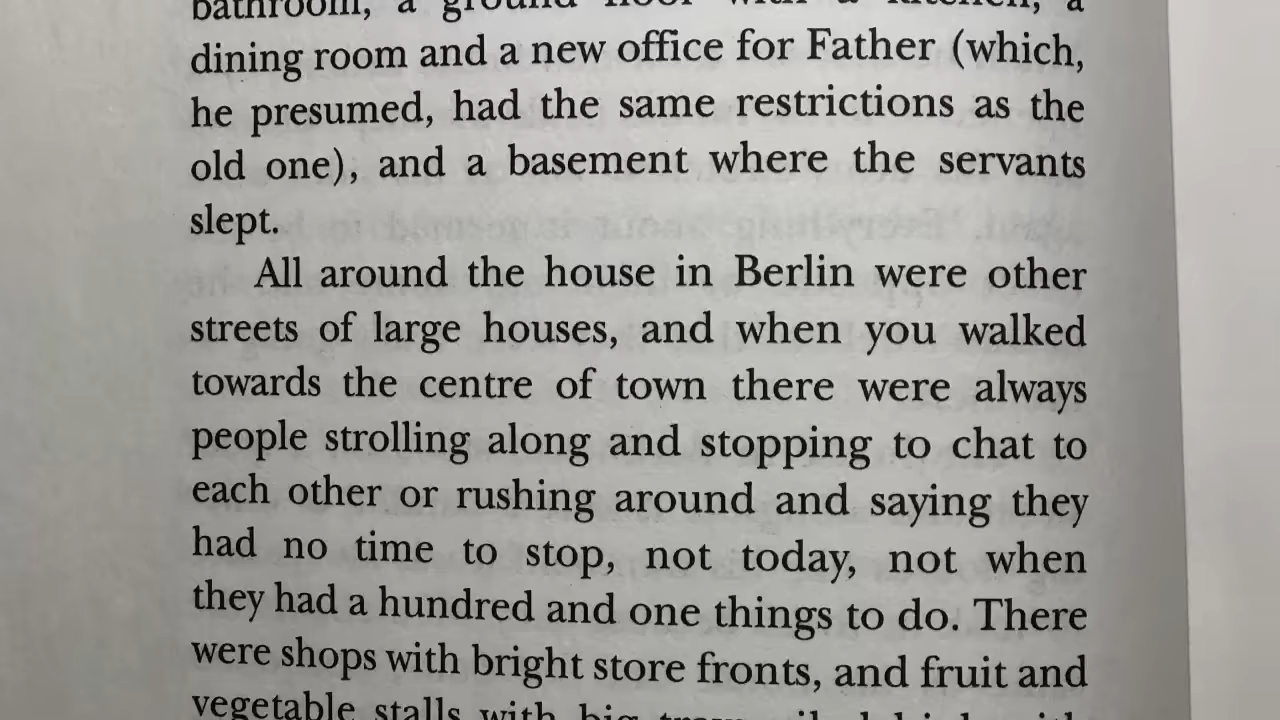 bathroom, a ground floor with a kitchen, a
dining room and a new office for Father (which,
he presumed, had the same restrictions as the
old one), and a basement where the servants
slept.
All around the house in Berlin were other
streets of large houses, and when you walked
towards the centre of town there were always
people strolling along and stopping to chat to
each other or rushing around and saying they
had no time to stop, not today, not when
they had a hundred and one things to do. There
were shops with bright store fronts, and fruit and
vegetable stalls with big trays